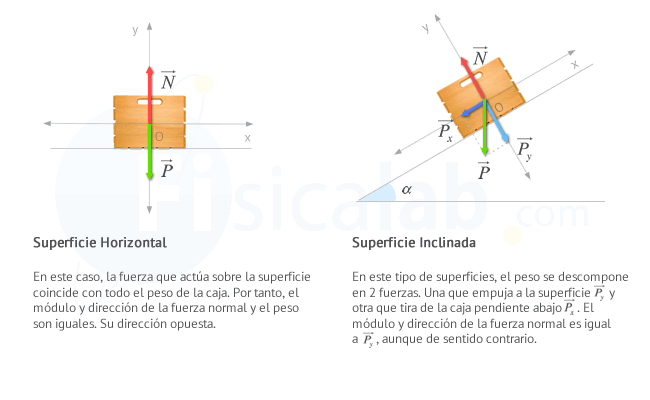 y
N
O
x
P
y
N
x
O
Px
Py
P
α
fisicalab.com
Superficie Horizontal
En este caso, la fuerza que actúa sobre la superficie
coincide con todo el peso de la caja. Por tanto, el
módulo y dirección de la fuerza normal y el peso
son iguales. Su dirección opuesta.
Superficie Inclinada
En este tipo de superficies, el peso se descompone
en 2 fuerzas. Una que empuja a la superficie Py y
otra que tira de la caja pendiente abajo Px . El
módulo y dirección de la fuerza normal es igual
a Py , aunque de sentido contrario.